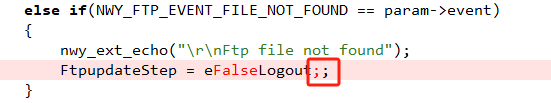 else if(NWY_FTP_EVENT_FILE_NOT_FOUND == param->event)
{
nwy_ext_echo("\r\nFtp file not found");
FtpupdateStep = eFalseLogout;;
}